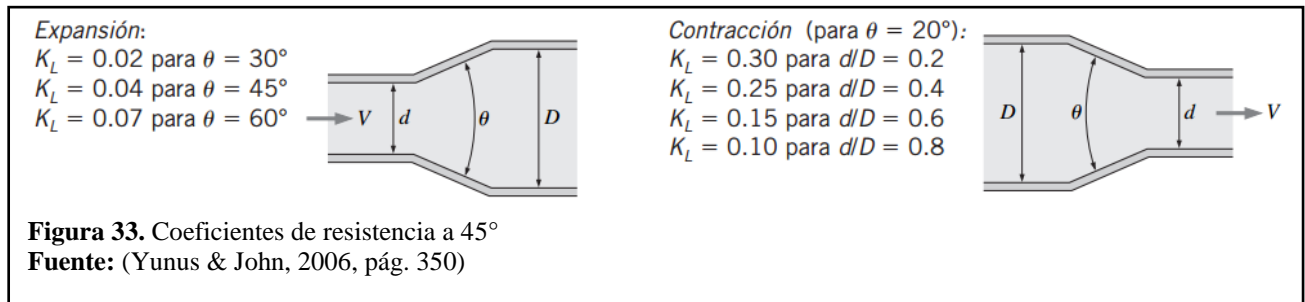 Expansión:
K_L = 0.02 para θ = 30°
K_L = 0.04 para θ = 45°
K_L = 0.07 para θ = 60°
V
d
θ
D
Contracción (para θ = 20°):
K_L = 0.30 para d/D = 0.2
K_L = 0.25 para d/D = 0.4
K_L = 0.15 para d/D = 0.6
K_L = 0.10 para d/D = 0.8
D
θ
d
V
Figura 33. Coeficientes de resistencia a 45°
Fuente: (Yunus & John, 2006, pág. 350)